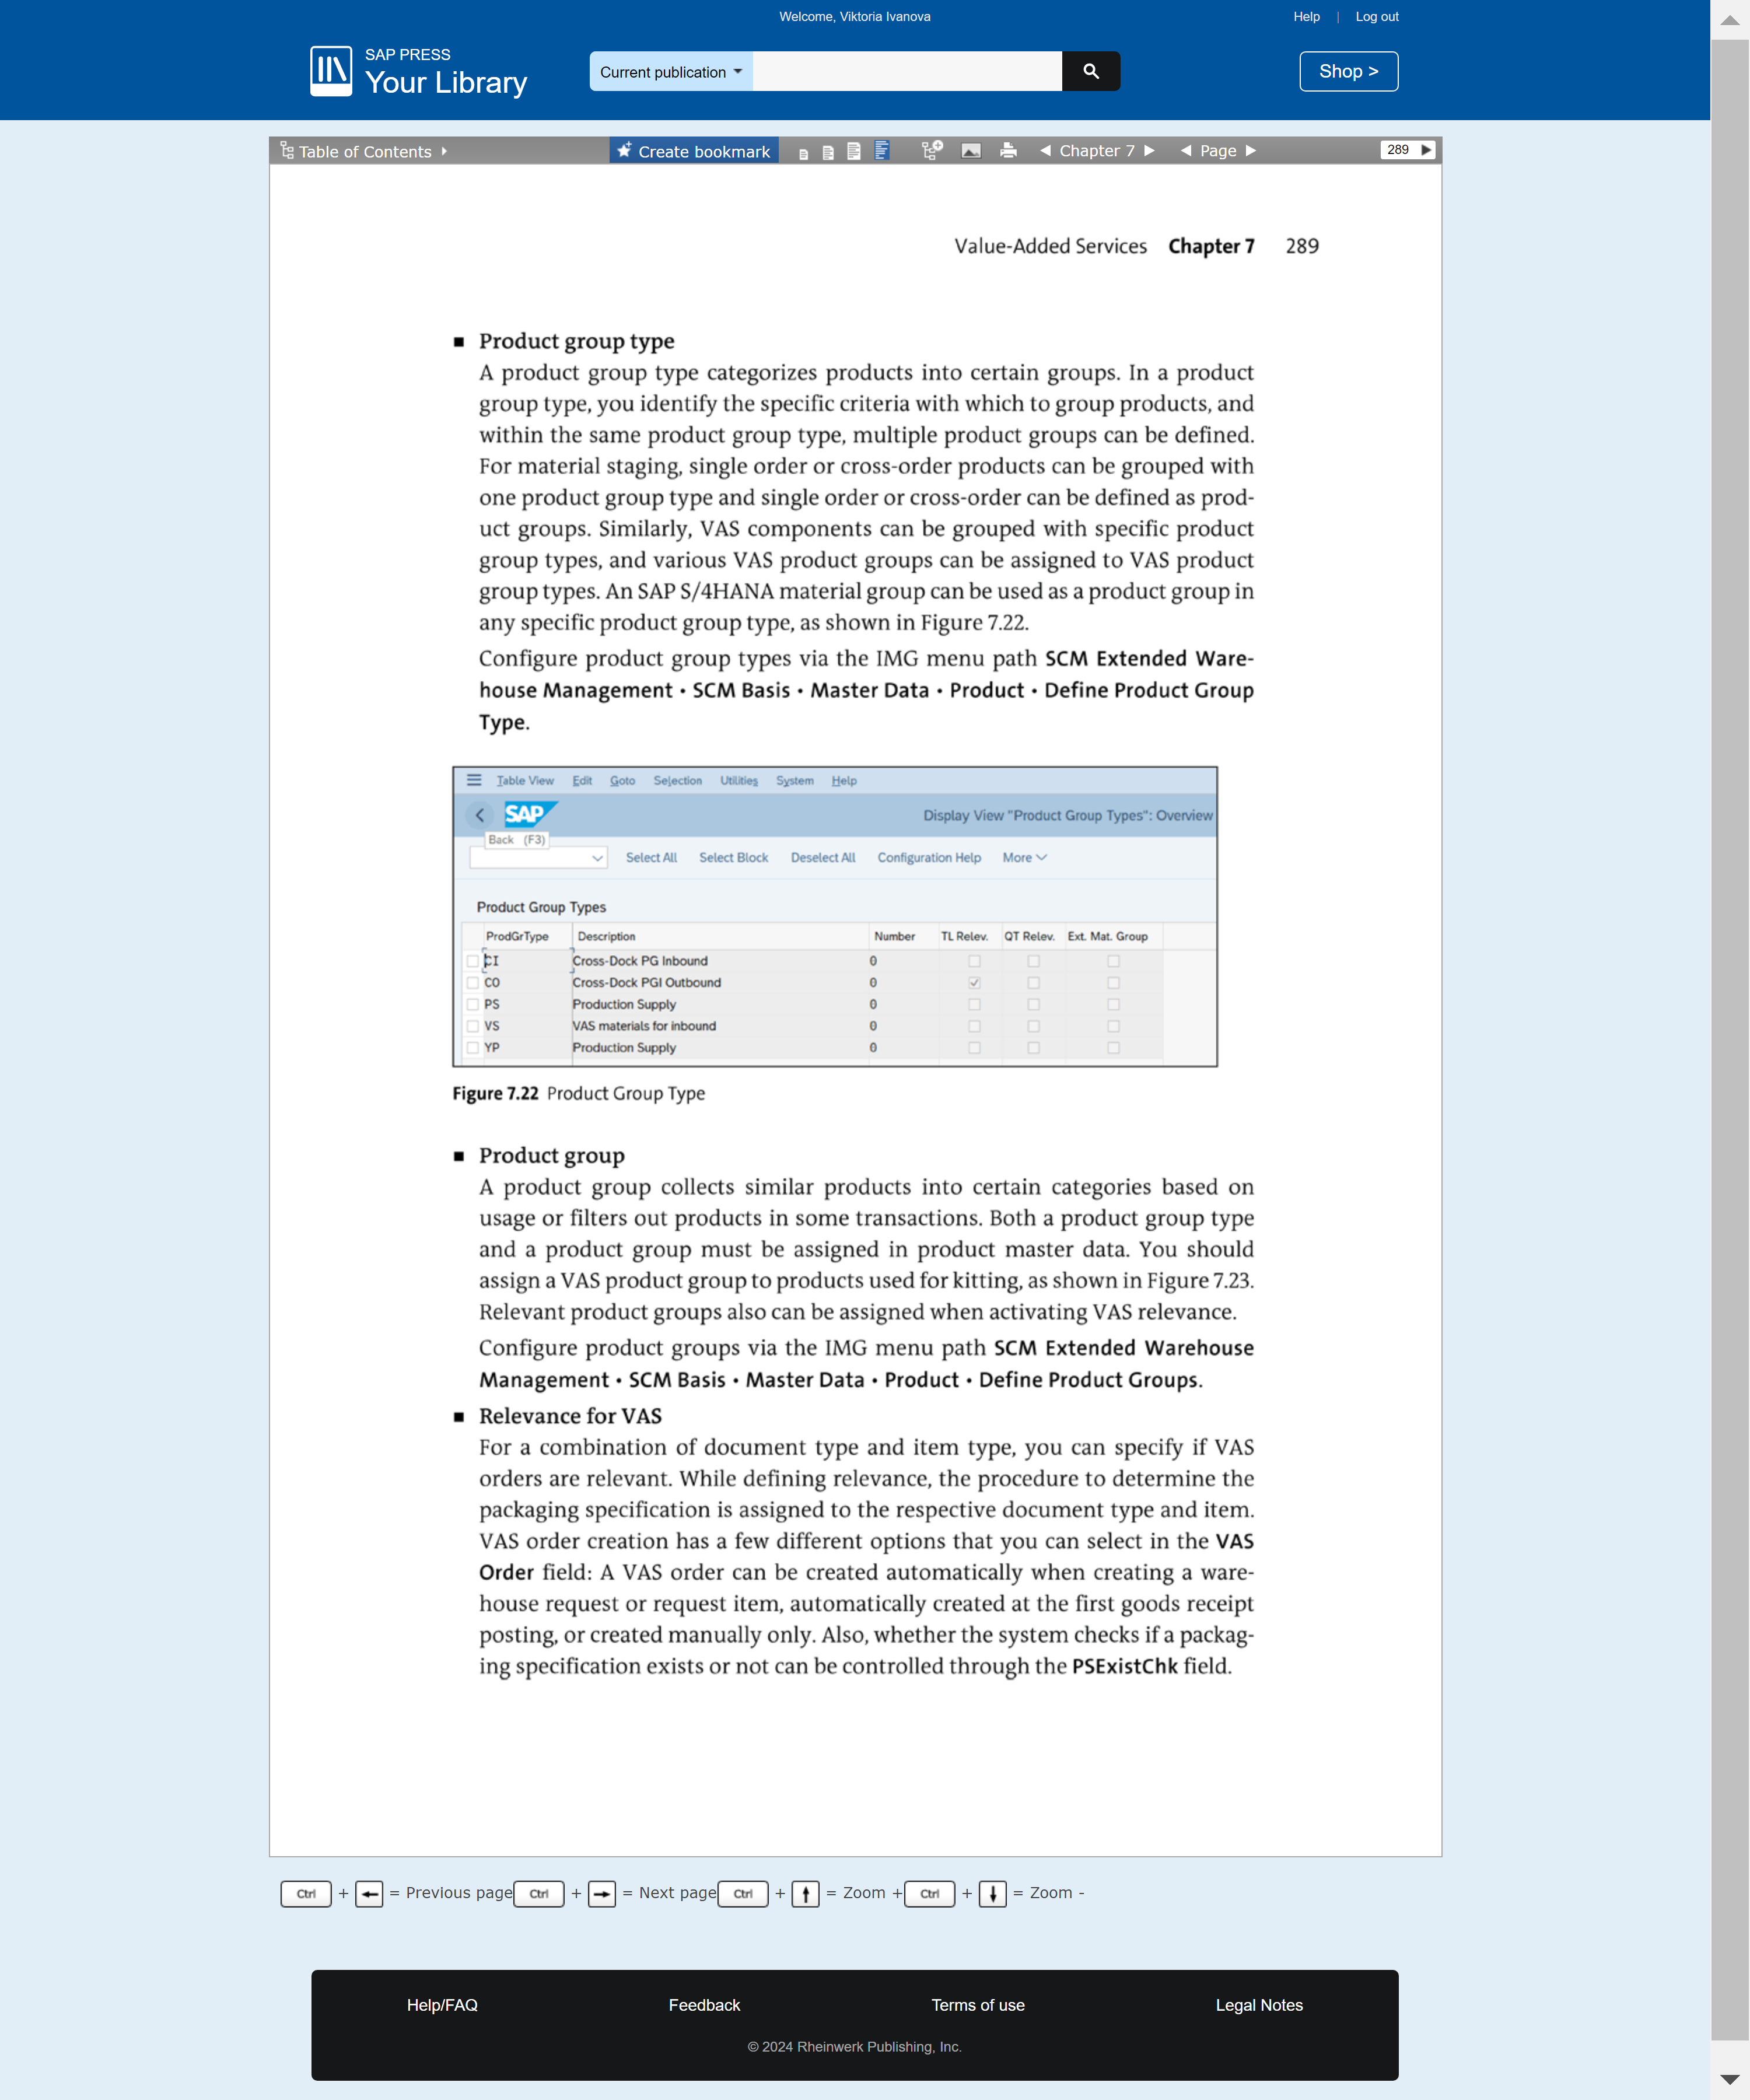 Welcome, Viktoria Ivanova
Help | Log out
SAP PRESS
Your Library
Current publication
Shop >
Table of Contents
Create bookmark
Chapter 7
Page
289
Value-Added Services Chapter 7 289
■ Product group type
A product group type categorizes products into certain groups. In a product
group type, you identify the specific criteria with which to group products, and
within the same product group type, multiple product groups can be defined.
For material staging, single order or cross-order products can be grouped with
one product group type and single order or cross-order can be defined as prod-
uct groups. Similarly, VAS components can be grouped with specific product
group types, and various VAS product groups can be assigned to VAS product
group types. An SAP S/4HANA material group can be used as a product group in
any specific product group type, as shown in Figure 7.22.
Configure product group types via the IMG menu path SCM Extended Ware-
house Management • SCM Basis • Master Data • Product • Define Product Group
Type.
Table View Edit Goto Selection Utilities System Help
SAP
Display View "Product Group Types": Overview
Back (F3)
Select All Select Block Deselect All Configuration Help More
Product Group Types
ProdGrType Description Number TL Relev. QT Relev. Ext. Mat. Group
CI Cross-Dock PG Inbound 0
CO Cross-Dock PGI Outbound 0
PS Production Supply 0
VS VAS materials for inbound 0
YP Production Supply 0
Figure 7.22 Product Group Type
■ Product group
A product group collects similar products into certain categories based on
usage or filters out products in some transactions. Both a product group type
and a product group must be assigned in product master data. You should
assign a VAS product group to products used for kitting, as shown in Figure 7.23.
Relevant product groups also can be assigned when activating VAS relevance.
Configure product groups via the IMG menu path SCM Extended Warehouse
Management • SCM Basis • Master Data • Product • Define Product Groups.
■ Relevance for VAS
For a combination of document type and item type, you can specify if VAS
orders are relevant. While defining relevance, the procedure to determine the
packaging specification is assigned to the respective document type and item.
VAS order creation has a few different options that you can select in the VAS
Order field: A VAS order can be created automatically when creating a ware-
house request or request item, automatically created at the first goods receipt
posting, or created manually only. Also, whether the system checks if a packag-
ing specification exists or not can be controlled through the PSExistChk field.
Ctrl + ← = Previous page Ctrl + → = Next page Ctrl + ↑ = Zoom + Ctrl + ↓ = Zoom -
Help/FAQ Feedback Terms of use Legal Notes
© 2024 Rheinwerk Publishing, Inc.